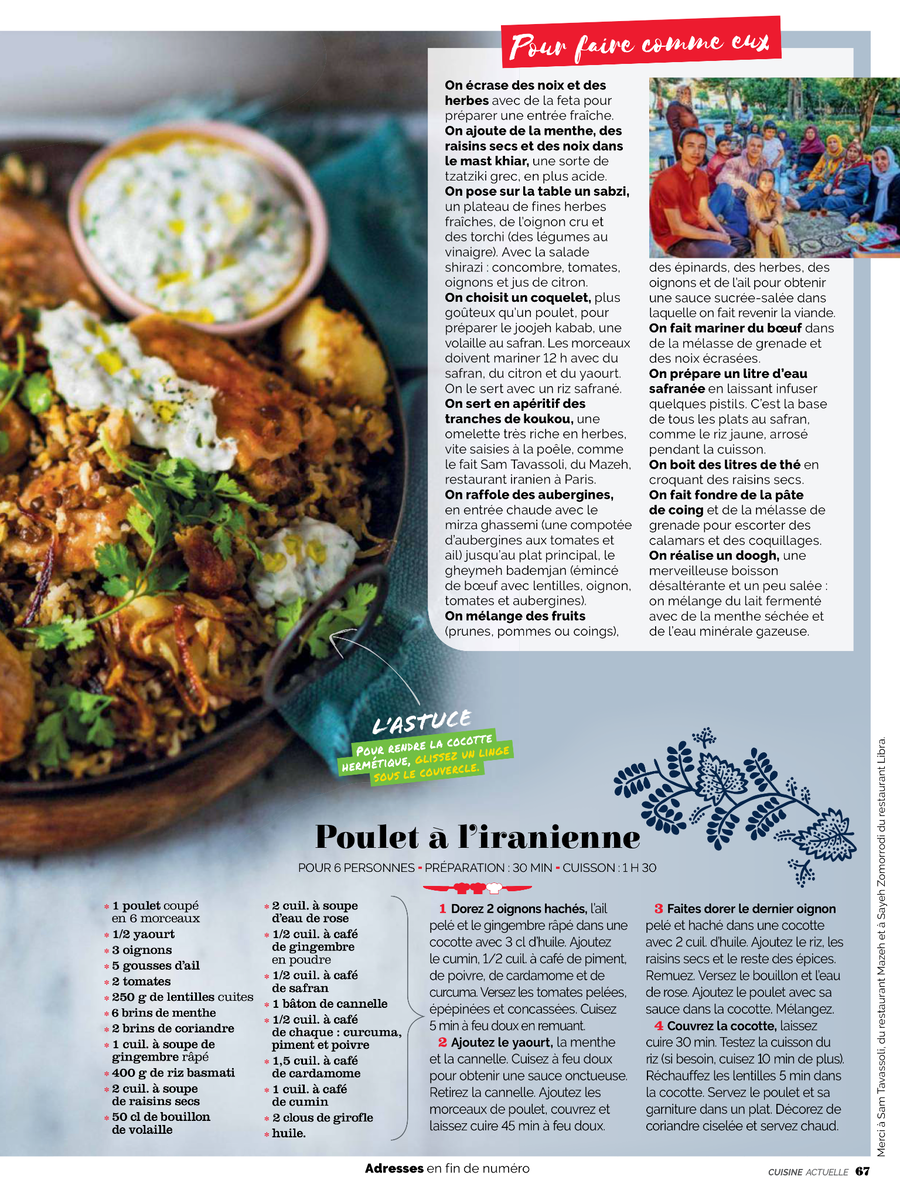 Pour faire comme eux
On écrase des noix et des
herbes avec de la feta pour
préparer une entrée fraîche.
On ajoute de la menthe, des
raisins secs et des noix dans
le mast khiar, une sorte de
tzatziki grec, en plus acide.
On pose sur la table un sabzi,
un plateau de fines herbes
fraîches, de l'oignon cru et
des torchi (des légumes au
vinaigre). Avec la salade
shirazi : concombre, tomates,
oignons et jus de citron.
On choisit un coquelet, plus
goûteux qu'un poulet, pour
préparer le joojeh kabab, une
volaille au safran. Les morceaux
doivent mariner 12 h avec du
safran, du citron et du yaourt.
On le sert avec un riz safrané.
On sert en apéritif des
tranches de koukou, une
omelette très riche en herbes,
vite saisies à la poêle, comme
le fait Sam Tavassoli, du Mazeh,
restaurant iranien à Paris.
On raffole des aubergines,
en entrée chaude avec le
mirza ghassemi (une compotée
d'aubergines aux tomates et
ail) jusqu'au plat principal, le
gheymeh bademjan (émincé
de bœuf avec lentilles, oignon,
tomates et aubergines).
On mélange des fruits
(prunes, pommes ou coings),
des épinards, des herbes, des
oignons et de l'ail pour obtenir
une sauce sucrée-salée dans
laquelle on fait revenir la viande.
On fait mariner du bœuf dans
de la mélasse de grenade et
des noix écrasées.
On prépare un litre d'eau
safranée en laissant infuser
quelques pistils. C'est la base
de tous les plats au safran,
comme le riz jaune, arrosé
pendant la cuisson.
On boit des litres de thé en
croquant des raisins secs.
On fait fondre de la pâte
de coing et de la mélasse de
grenade pour escorter des
calamars et des coquillages.
On réalise un doogh, une
merveilleuse boisson
désaltérante et un peu salée :
on mélange du lait fermenté
avec de la menthe séchée et
de l'eau minérale gazeuse.
L'ASTUCE
POUR RENDRE LA COCOTTE
HERMÉTIQUE, GLISSEZ UN LINGE
SOUS LE COUVERCLE.
Poulet à l'iranienne
POUR 6 PERSONNES - PRÉPARATION : 30 MIN - CUISSON : 1 H 30
* 1 poulet coupé
en 6 morceaux
* 1/2 yaourt
* 3 oignons
* 5 gousses d'ail
* 2 tomates
* 250 g de lentilles cuites
* 6 brins de menthe
* 2 brins de coriandre
* 1 cuil. à soupe de
gingembre râpé
* 400 g de riz basmati
* 2 cuil. à soupe
de raisins secs
* 50 cl de bouillon
de volaille
* 2 cuil. à soupe
d'eau de rose
* 1/2 cuil. à café
de gingembre
en poudre
* 1/2 cuil. à café
de safran
* 1 bâton de cannelle
* 1/2 cuil. à café
de chaque : curcuma,
piment et poivre
* 1,5 cuil. à café
de cardamome
* 1 cuil. à café
de cumin
* 2 clous de girofle
* huile.
1 Dorez 2 oignons hachés, l'ail
pelé et le gingembre râpé dans une
cocotte avec 3 cl d'huile. Ajoutez
le cumin, 1/2 cuil. à café de piment,
de poivre, de cardamome et de
curcuma. Versez les tomates pelées,
épépinées et concassées. Cuisez
5 min à feu doux en remuant.
2 Ajoutez le yaourt, la menthe
et la cannelle. Cuisez à feu doux
pour obtenir une sauce onctueuse.
Retirez la cannelle. Ajoutez les
morceaux de poulet, couvrez et
laissez cuire 45 min à feu doux.
3 Faites dorer le dernier oignon
pelé et haché dans une cocotte
avec 2 cuil. d'huile. Ajoutez le riz, les
raisins secs et le reste des épices.
Remuez. Versez le bouillon et l'eau
de rose. Ajoutez le poulet avec sa
sauce dans la cocotte. Mélangez.
4 Couvrez la cocotte, laissez
cuire 30 min. Testez la cuisson du
riz (si besoin, cuisez 10 min de plus).
Réchauffez les lentilles 5 min dans
la cocotte. Servez le poulet et sa
garniture dans un plat. Décorez de
coriandre ciselée et servez chaud.
Merci à Sam Tavassoli, du restaurant Mazeh et à Sayeh Zomorrodi du restaurant Libra.
Adresses en fin de numéro
CUISINE ACTUELLE 67